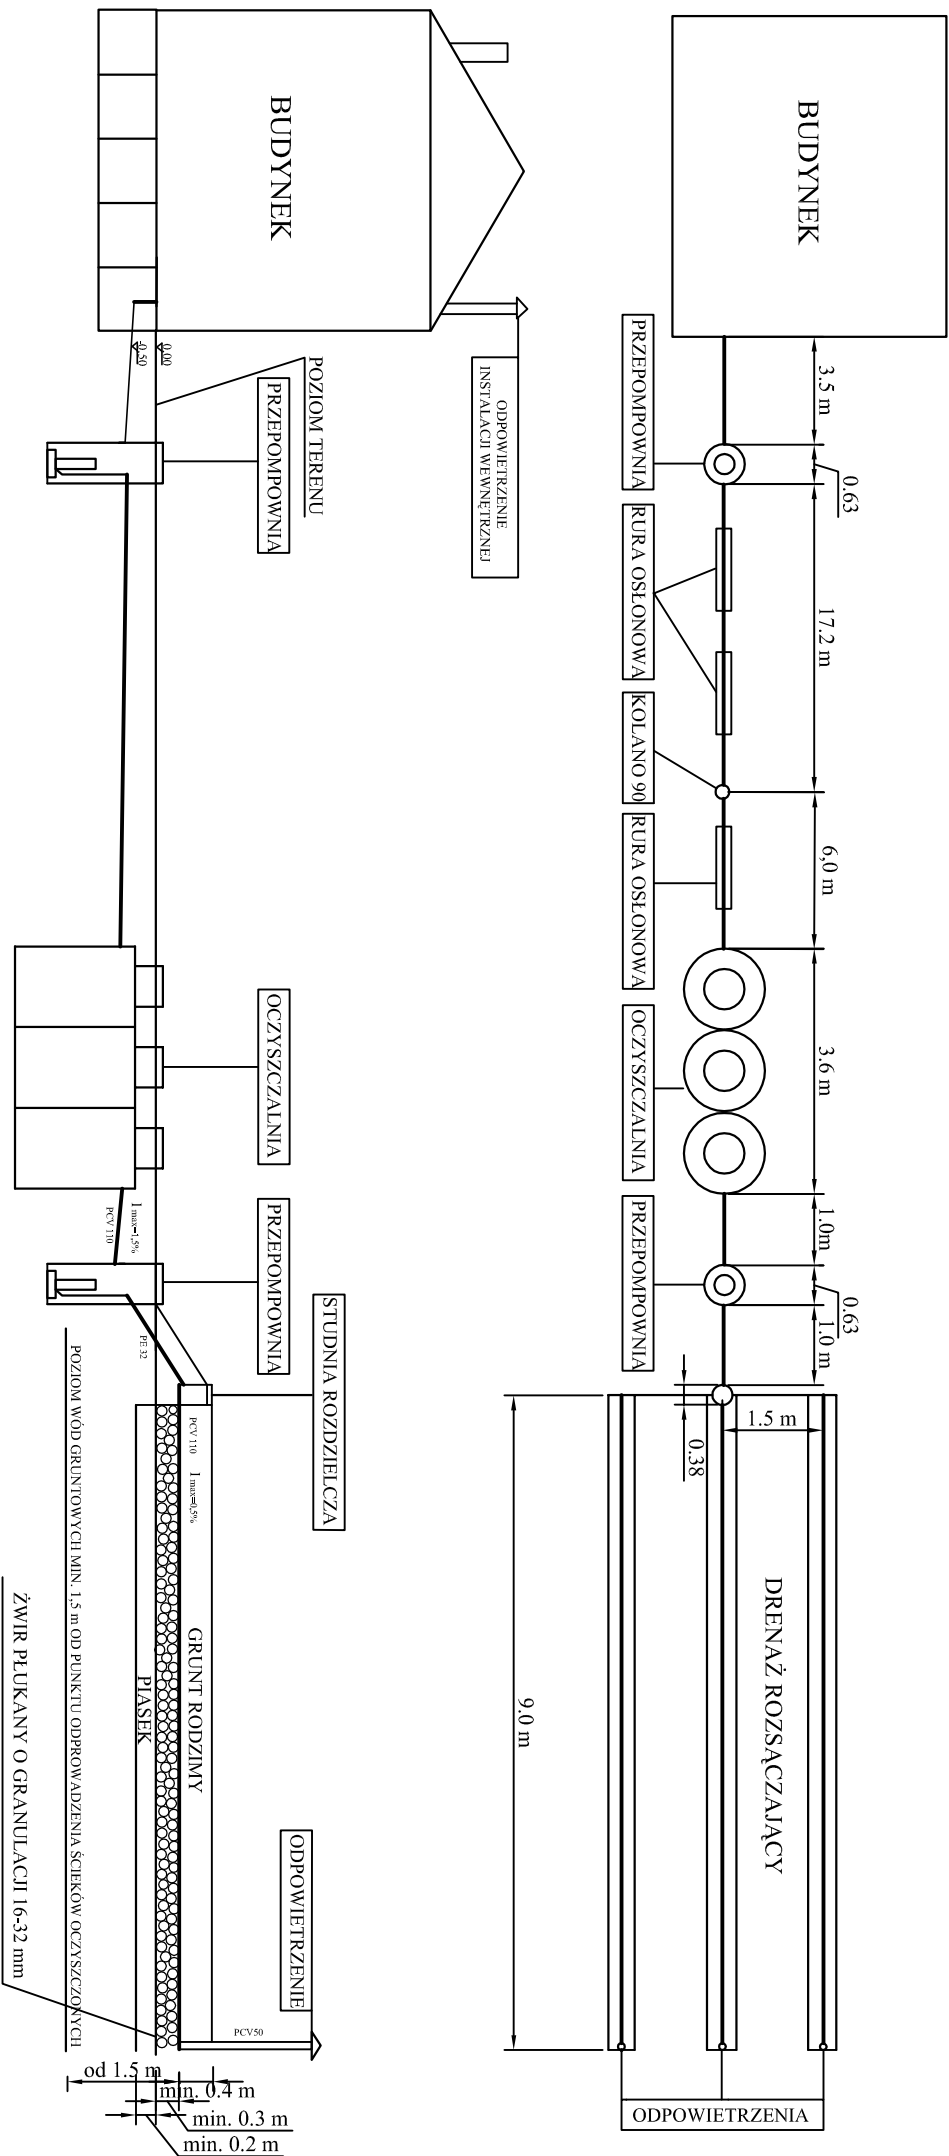 BUDYNEK
3.5 m
0.63
17.2 m
6,0 m
3.6 m
1.0m
0.63
1.0 m
PRZEPOMPOWNIA
RURA OSŁONOWA
KOLANO 90
RURA OSŁONOWA
OCZYSZCZALNIA
PRZEPOMPOWNIA
1.5 m
0.38
DRENAŻ ROZSĄCZAJĄCY
9.0 m
ODPOWIETRZENIA
BUDYNEK
ODPOWIETRZENIE
INSTALACJI WEWNĘTRZNEJ
POZIOM TERENU
0.00
-0.50
PRZEPOMPOWNIA
OCZYSZCZALNIA
PRZEPOMPOWNIA
STUDNIA ROZDZIELCZA
ODPOWIETRZENIE
I max=1,5%
PCV 110
PE 32
PCV 110
I max=0,5%
GRUNT RODZIMY
PIASEK
PCV50
POZIOM WÓD GRUNTOWYCH MIN. 1,5 m OD PUNKTU ODPROWADZENIA ŚCIEKÓW OCZYSZCZONYCH
ŻWIR PŁUKANY O GRANULACJI 16-32 mm
od 1.5 m
min. 0.4 m
min. 0.3 m
min. 0.2 m